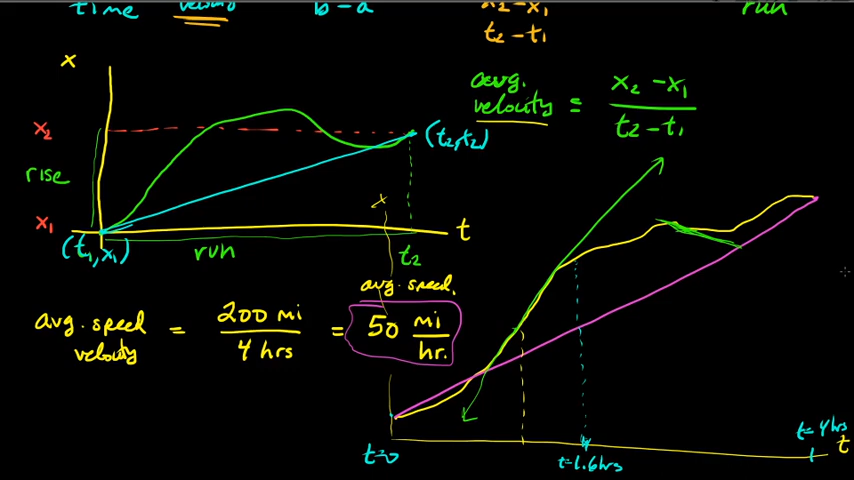 time
b-a
x₂-x₁
t₂-t₁
run
x
avg.
velocity = x₂-x₁
t₂-t₁
x₂
(t₂,x₂)
rise
x₁
(t₁,x₁)
run
t₂
t
x
avg. speed.
avg. speed = 200 mi = 50 mi
velocity 4 hrs hr.
t=0
t=1.6hrs
t=4hrs
t